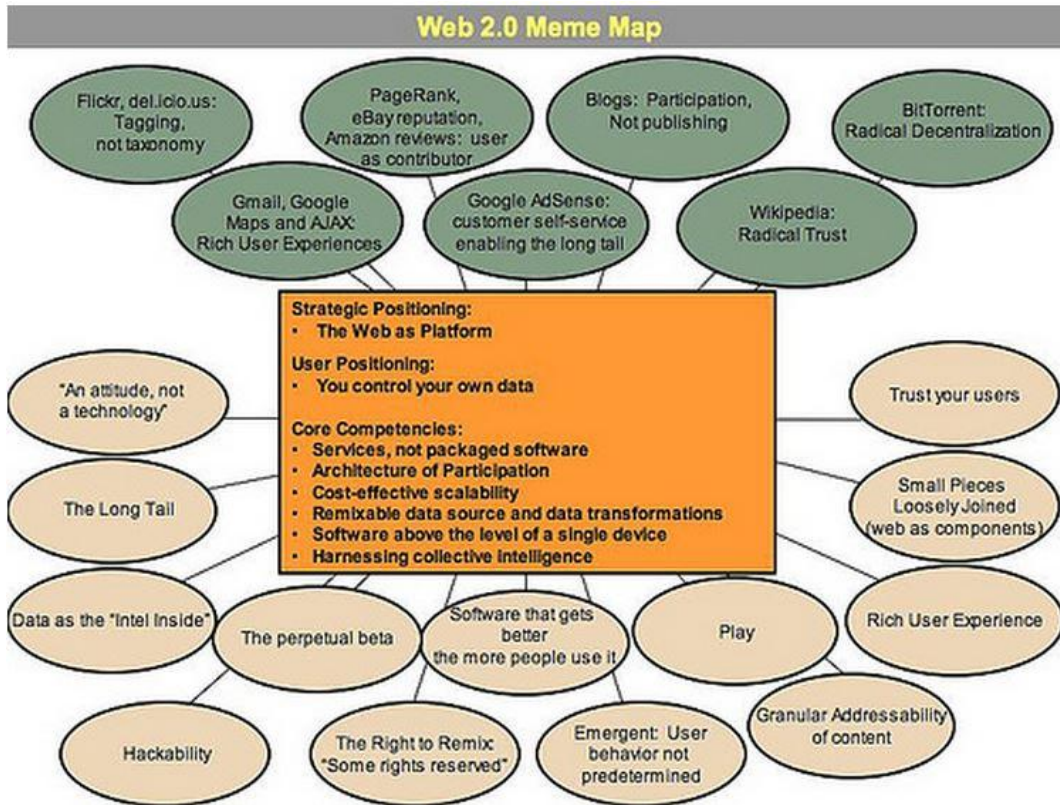 Web 2.0 Meme Map
Flickr, del.icio.us:
Tagging,
not taxonomy
PageRank,
eBay reputation,
Amazon reviews: user
as contributor
Blogs: Participation,
Not publishing
BitTorrent:
Radical Decentralization
Gmail, Google
Maps and AJAX:
Rich User Experiences
Google AdSense:
customer self-service
enabling the long tail
Wikipedia:
Radical Trust
Strategic Positioning:
• The Web as Platform
User Positioning:
• You control your own data
Core Competencies:
• Services, not packaged software
• Architecture of Participation
• Cost-effective scalability
• Remixable data source and data transformations
• Software above the level of a single device
• Harnessing collective intelligence
"An attitude, not
a technology"
Trust your users
The Long Tail
Small Pieces
Loosely Joined
(web as components)
Data as the "Intel Inside"
The perpetual beta
Software that gets
better
the more people use it
Play
Rich User Experience
Hackability
The Right to Remix:
"Some rights reserved"
Emergent: User
behavior not
predetermined
Granular Addressability
of content